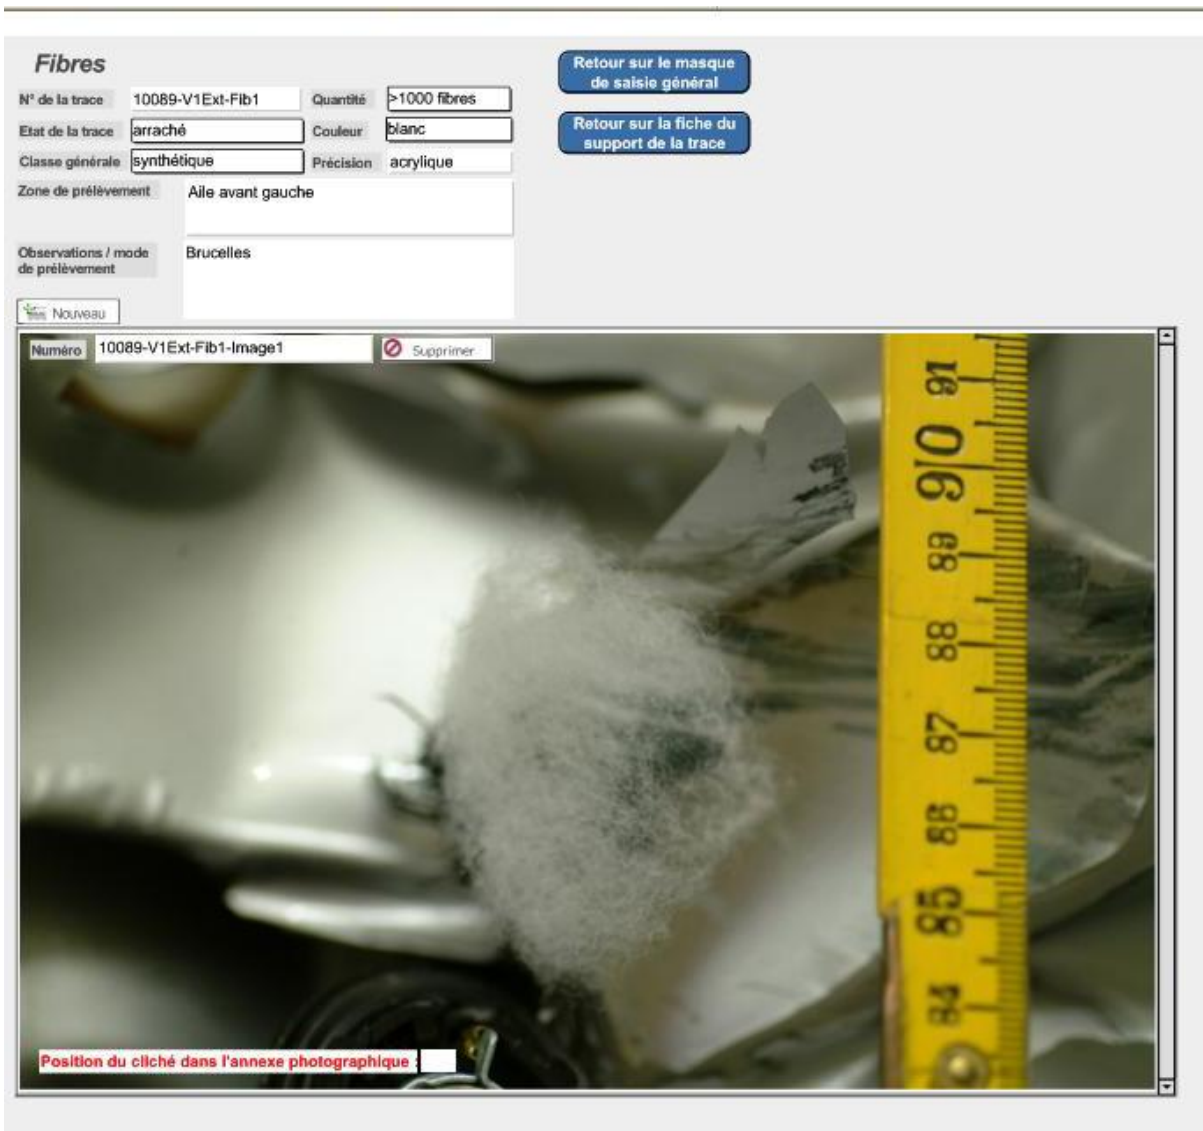 Fibres
Retour sur le masque
de saisie général
N° de la trace 10089-V1Ext-Fib1 Quantité >1000 fibres
Etat de la trace arraché Couleur blanc
Retour sur la fiche du
support de la trace
Classe générale synthétique Précision acrylique
Zone de prélèvement Aile avant gauche
Observations / mode
de prélèvement
Brucelles
Nouveau
Numéro 10089-V1Ext-Fib1-Image1 Supprimer
91
90
89
88
87
86
85
84
Position du cliché dans l'annexe photographique :